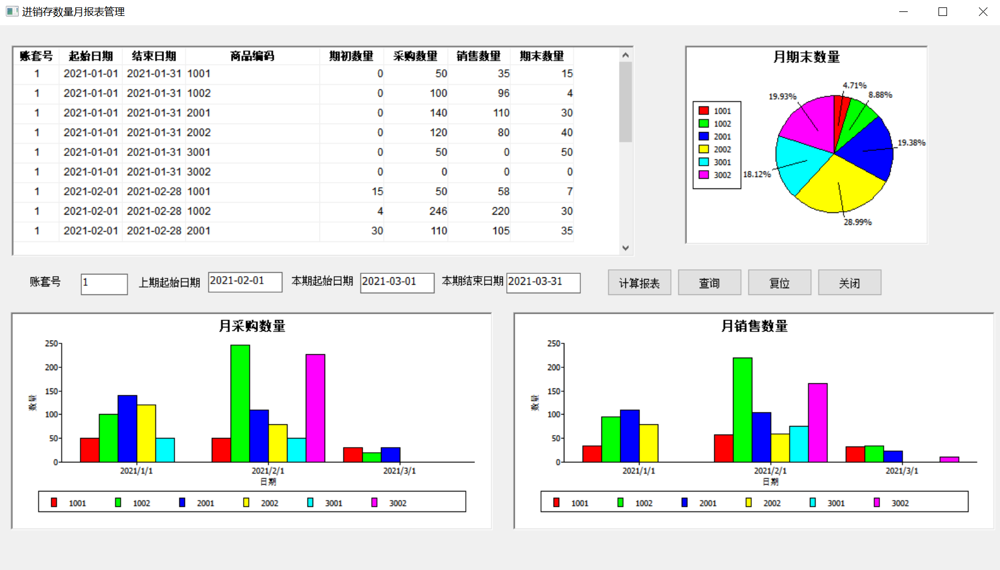 进销存数量月报表管理
账套号 起始日期 结束日期 商品编码 期初数量 采购数量 销售数量 期末数量
1 2021-01-01 2021-01-31 1001 0 50 35 15
1 2021-01-01 2021-01-31 1002 0 100 96 4
1 2021-01-01 2021-01-31 2001 0 140 110 30
1 2021-01-01 2021-01-31 2002 0 120 80 40
1 2021-01-01 2021-01-31 3001 0 50 0 50
1 2021-01-01 2021-01-31 3002 0 0 0 0
1 2021-02-01 2021-02-28 1001 15 50 58 7
1 2021-02-01 2021-02-28 1002 4 246 220 30
1 2021-02-01 2021-02-28 2001 30 110 105 35
月期末数量
4.71%
8.88%
19.93%
19.38%
18.12%
28.99%
1001
1002
2001
2002
3001
3002
账套号 1 上期起始日期 2021-02-01 本期起始日期 2021-03-01 本期结束日期 2021-03-31 计算报表 查询 复位 关闭
月采购数量
250
200
150
100
50
0
数量
2021/1/1 2021/2/1 2021/3/1
日期
1001 1002 2001 2002 3001 3002
月销售数量
250
200
150
100
50
0
数量
2021/1/1 2021/2/1 2021/3/1
日期
1001 1002 2001 2002 3001 3002